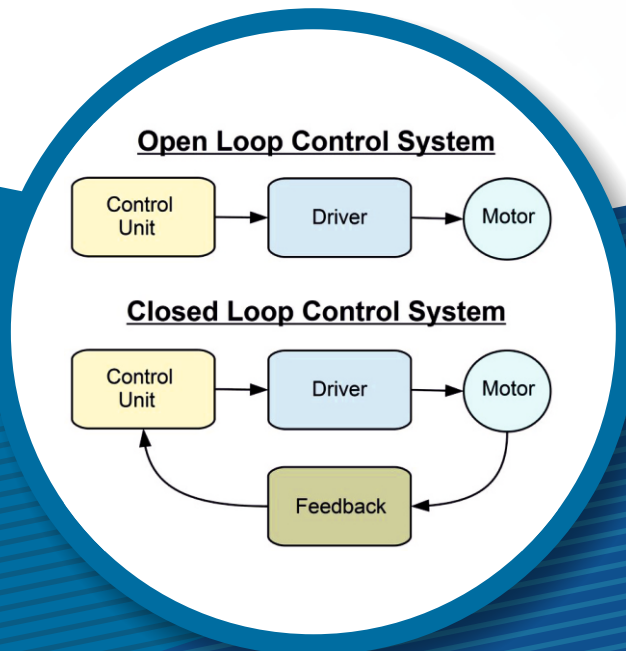 Open Loop Control System
Control
Unit
Driver
Motor
Closed Loop Control System
Control
Unit
Driver
Motor
Feedback